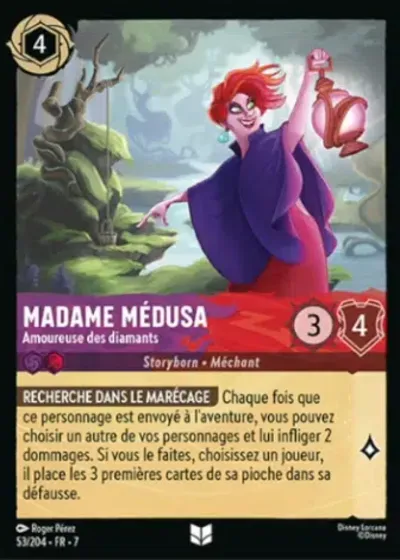 4
MADAME MÉDUSA
Amoureuse des diamants
3
4
Storyborn • Méchant
RECHERCHE DANS LE MARÉCAGE Chaque fois que
ce personnage est envoyé à l'aventure, vous pouvez
choisir un autre de vos personnages et lui infliger 2
dommages. Si vous le faites, choisissez un joueur,
il place les 3 premières cartes de sa pioche dans sa
défausse.
Roger Pérez
53/204 • FR • 7
Disney Lorcana
©Disney